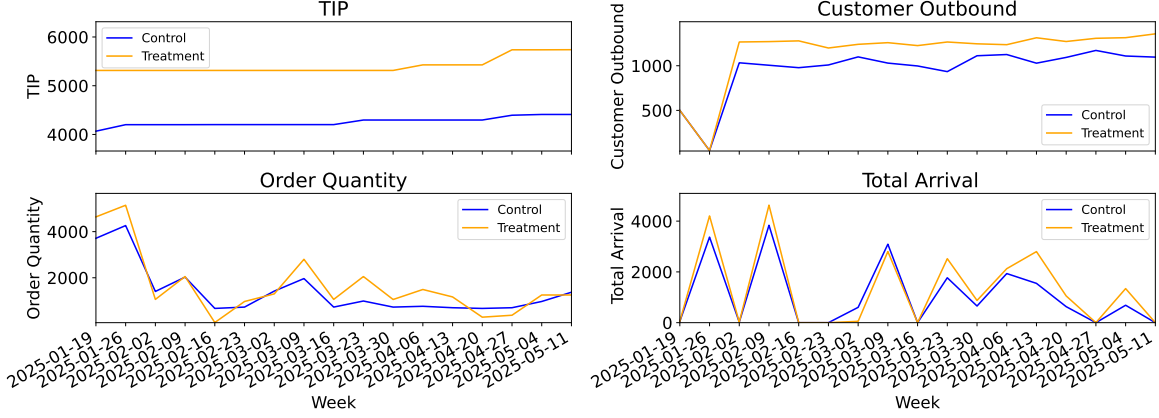 TIP
TIP
6000
5000
4000
Control
Treatment
Customer Outbound
Customer Outbound
1000
500
Control
Treatment
Order Quantity
Order Quantity
4000
2000
Control
Treatment
2025-01-19
2025-01-26
2025-02-02
2025-02-09
2025-02-16
2025-02-23
2025-03-02
2025-03-09
2025-03-16
2025-03-23
2025-03-30
2025-04-06
2025-04-13
2025-04-20
2025-04-27
2025-05-04
2025-05-11
Week
Total Arrival
Total Arrival
4000
2000
0
Control
Treatment
2025-01-19
2025-01-26
2025-02-02
2025-02-09
2025-02-16
2025-02-23
2025-03-02
2025-03-09
2025-03-16
2025-03-23
2025-03-30
2025-04-06
2025-04-13
2025-04-20
2025-04-27
2025-05-04
2025-05-11
Week